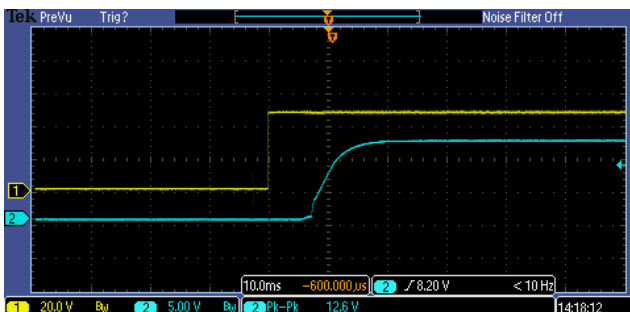 Tek PreVu Trig? Noise Filter Off
T
T
1
2
10.0ms -600.000µs 2 8.20 V < 10 Hz
1 20.0 V Bw 2 5.00 V Bw 2 Pk-Pk 12.6 V 14:18:12